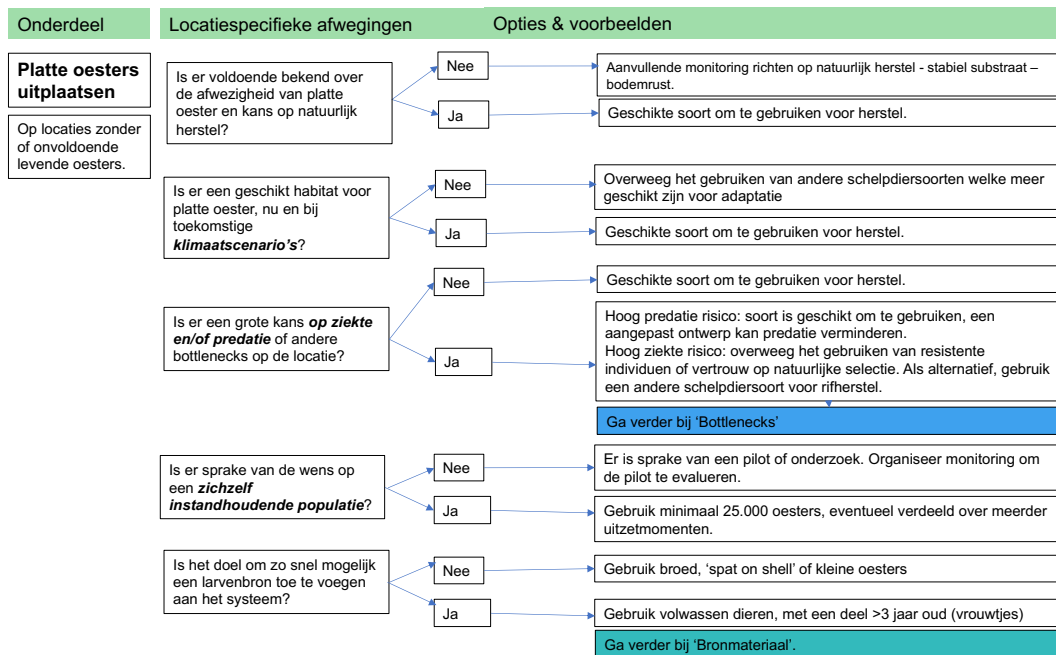 Onderdeel
Locatiespecifieke afwegingen
Opties & voorbeelden
Platte oesters
uitplaatsen
Op locaties zonder
of onvoldoende
levende oesters.
Is er voldoende bekend over
de afwezigheid van platte
oester en kans op natuurlijk
herstel?
Nee
Aanvullende monitoring richten op natuurlijk herstel - stabiel substraat –
bodemrust.
Ja
Geschikte soort om te gebruiken voor herstel.
Is er een geschikt habitat voor
platte oester, nu en bij
toekomstige
klimaatscenario's?
Nee
Overweeg het gebruiken van andere schelpdiersoorten welke meer
geschikt zijn voor adaptatie
Ja
Geschikte soort om te gebruiken voor herstel.
Is er een grote kans op ziekte
en/of predatie of andere
bottlenecks op de locatie?
Nee
Geschikte soort om te gebruiken voor herstel.
Ja
Hoog predatie risico: soort is geschikt om te gebruiken, een
aangepast ontwerp kan predatie verminderen.
Hoog ziekte risico: overweeg het gebruiken van resistente
individuen of vertrouw op natuurlijke selectie. Als alternatief, gebruik
een andere schelpdiersoort voor rifherstel.
Ga verder bij 'Bottlenecks'
Is er sprake van de wens op
een zichzelf
instandhoudende populatie?
Nee
Er is sprake van een pilot of onderzoek. Organiseer monitoring om
de pilot te evalueren.
Ja
Gebruik minimaal 25.000 oesters, eventueel verdeeld over meerder
uitzetmomenten.
Is het doel om zo snel mogelijk
een larvenbron toe te voegen
aan het systeem?
Nee
Gebruik broed, 'spat on shell' of kleine oesters
Ja
Gebruik volwassen dieren, met een deel >3 jaar oud (vrouwtjes)
Ga verder bij 'Bronmateriaal'.